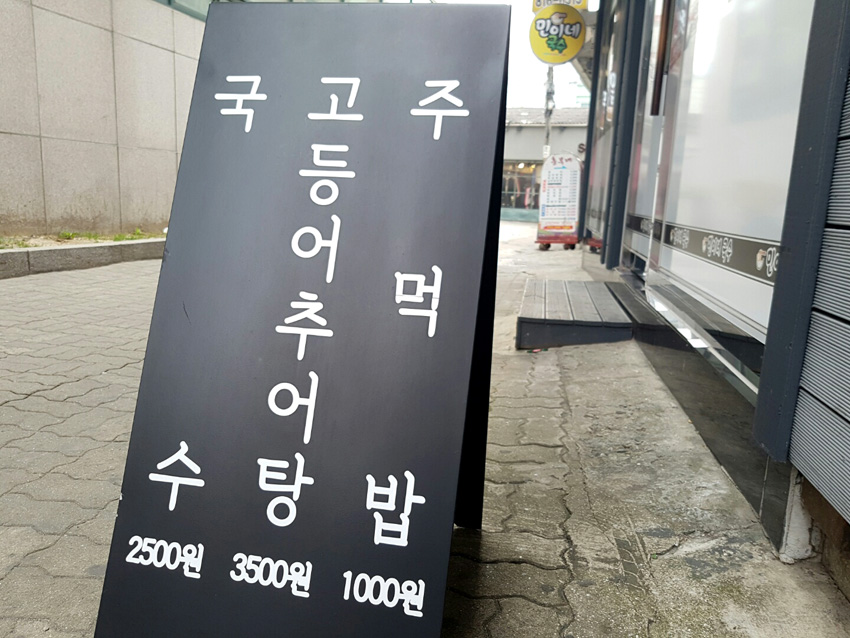 국수
2500원
고등어추어탕
3500원
주먹밥
1000원
민이네
국수